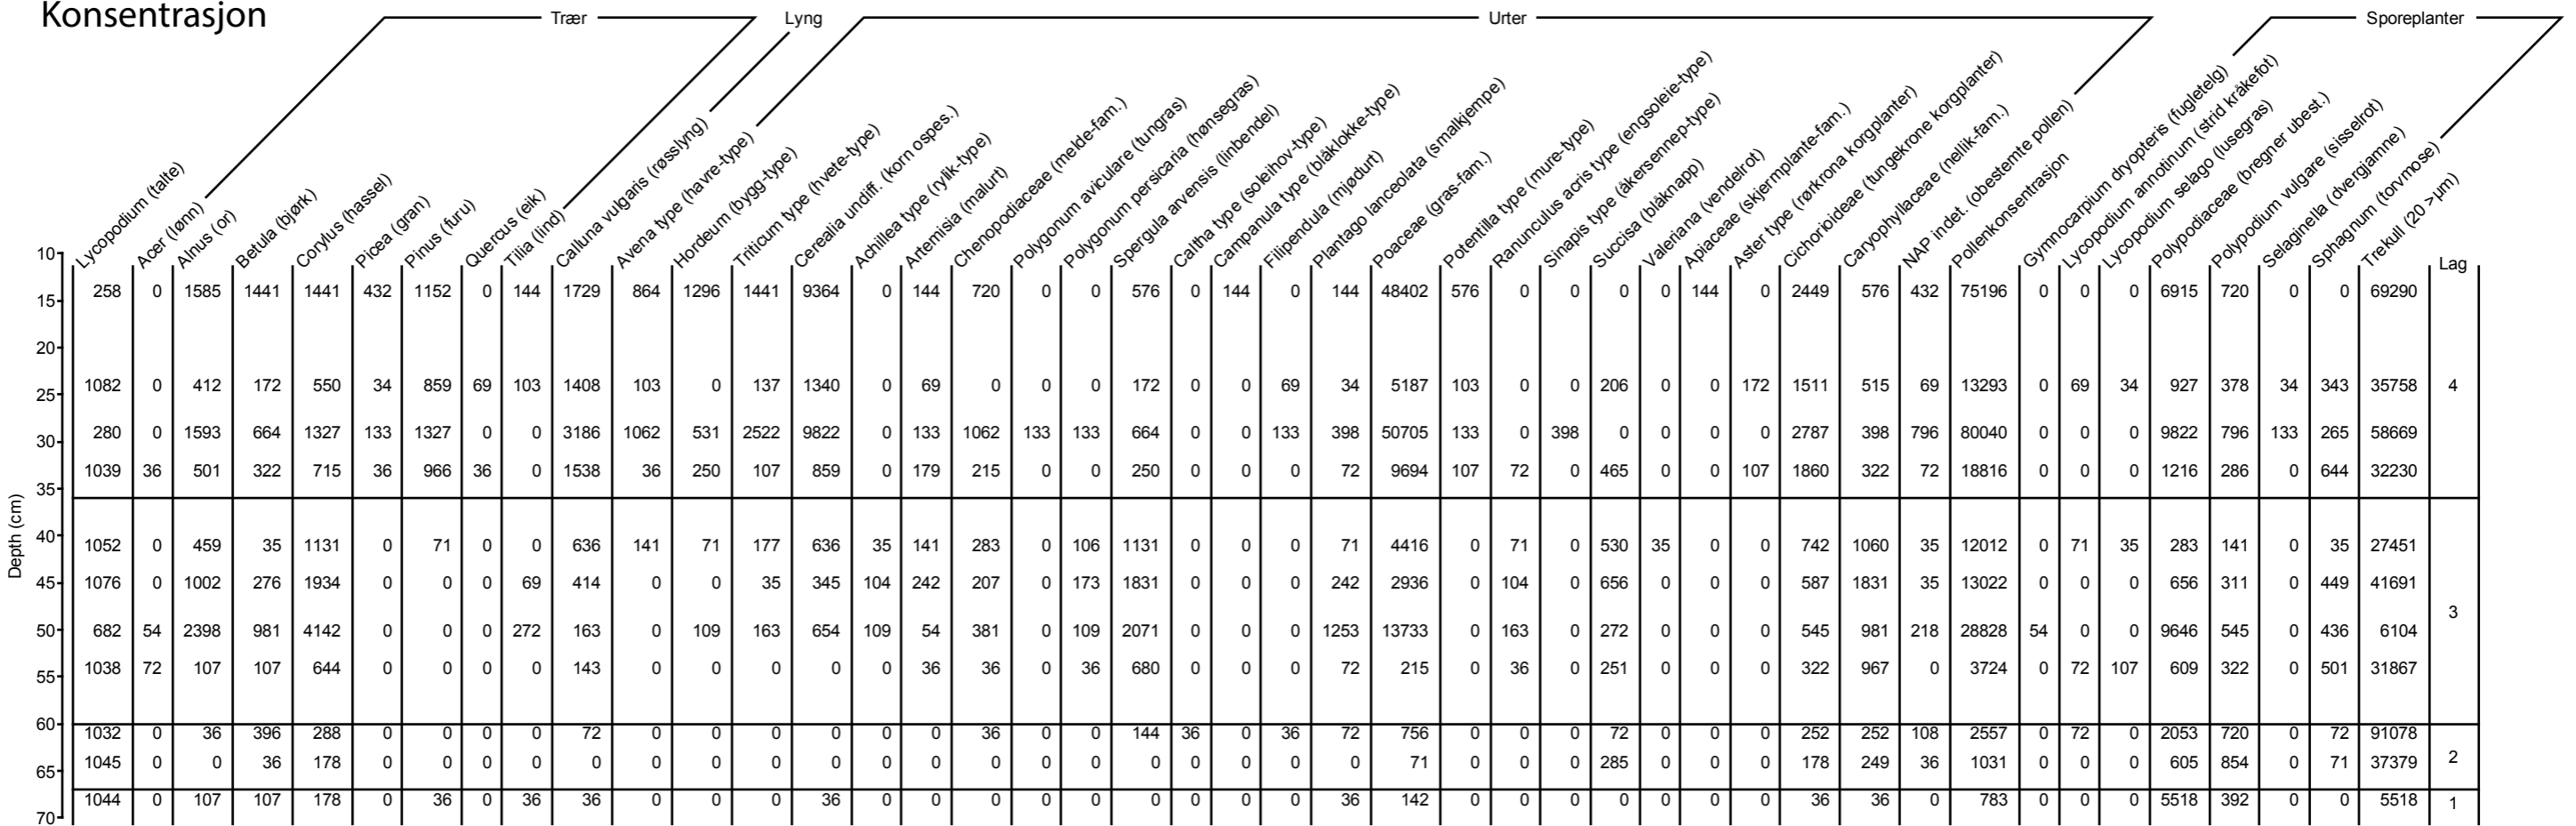 Konsentrasjon
Trær
Lyng
Urter
Sporeplanter
Lycopodium (talte)
Acer (lønn)
Alnus (or)
Betula (bjørk)
Corylus (hassel)
Picea (gran)
Pinus (furu)
Quercus (eik)
Tilia (lind)
Calluna vulgaris (røsslyng)
Avena type (havre-type)
Hordeum (bygg-type)
Triticum type (hvete-type)
Cerealia undiff. (korn ospes.)
Achillea type (nylik-type)
Artemisia (malurt)
Chenopodiaceae (melde-fam.)
Polygonum aviculare (tungras)
Polygonum persicaria (hønsegras)
Spergula arvensis (linbendel)
Caltha type (soleihov-type)
Campanula type (blåklokke-type)
Filipendula (mjødurt)
Plantago lanceolata (smalkjempe)
Poaceae (gras-fam.)
Potentilla type (mure-type)
Ranunculus acris type (engsoleie-type)
Sinapis type (åkersennep-type)
Succisa (blåknapp)
Valeriana (vendelrot)
Apiaceae (skjermplante-fam.)
Aster type (rørkrona korgplanter)
Cichorioideae (tungekrone korgplanter)
Caryophyllaceae (nellik-fam.)
NAP indet. (obestemte pollen)
Pollenkonsentrasjon
Gymnocarpium dryopteris (fugletelg)
Lycopodium annotinum (strid kråkefot)
Lycopodium selago (lusegras)
Polypodiaceae (bregner ubest.)
Polypodium vulgare (sisselrot)
Selaginella (dvergjamne)
Sphagnum (torvmose)
Trekull (20 >µm)
Lag
Depth (cm)
10
258 0 1585 1441 1441 432 1152 0 144 1729 864 1296 1441 9364 0 144 720 0 0 576 0 144 0 144 48402 576 0 0 0 0 144 0 2449 576 432 75196 0 0 0 6915 720 0 0 69290
15
20
1082 0 412 172 550 34 859 69 103 1408 103 0 137 1340 0 69 0 0 0 172 0 0 69 34 5187 103 0 0 206 0 0 172 1511 515 69 13293 0 69 34 927 378 34 343 35758 4
25
280 0 1593 664 1327 133 1327 0 0 3186 1062 531 2522 9822 0 133 1062 133 133 664 0 0 133 398 50705 133 0 398 0 0 0 0 2787 398 796 80040 0 0 0 9822 796 133 265 58669
30
1039 36 501 322 715 36 966 36 0 1538 36 250 107 859 0 179 215 0 0 250 0 0 0 72 9694 107 72 0 465 0 0 107 1860 322 72 18816 0 0 0 1216 286 0 644 32230
35
40
1052 0 459 35 1131 0 71 0 0 636 141 71 177 636 35 141 283 0 106 1131 0 0 0 71 4416 0 71 0 530 35 0 0 742 1060 35 12012 0 71 35 283 141 0 35 27451
45
1076 0 1002 276 1934 0 0 0 69 414 0 0 35 345 104 242 207 0 173 1831 0 0 0 242 2936 0 104 0 656 0 0 0 587 1831 35 13022 0 0 0 656 311 0 449 41691
3
50
682 54 2398 981 4142 0 0 0 272 163 0 109 163 654 109 54 381 0 109 2071 0 0 0 1253 13733 0 163 0 272 0 0 0 545 981 218 28828 54 0 0 9646 545 0 436 6104
1038 72 107 107 644 0 0 0 0 143 0 0 0 0 0 36 36 0 36 680 0 0 0 72 215 0 36 0 251 0 0 0 322 967 0 3724 0 72 107 609 322 0 501 31867
55
60
1032 0 36 396 288 0 0 0 0 72 0 0 0 0 0 0 36 0 0 144 36 0 36 72 756 0 0 0 72 0 0 0 252 252 108 2557 0 72 0 2053 720 0 72 91078
1045 0 0 36 178 0 0 0 0 0 0 0 0 0 0 0 0 0 0 0 0 0 0 0 71 0 0 0 285 0 0 0 178 249 36 1031 0 0 0 605 854 0 71 37379 2
65
1044 0 107 107 178 0 36 0 36 36 0 0 0 36 0 0 0 0 0 0 0 0 0 36 142 0 0 0 0 0 0 0 36 36 0 783 0 0 0 5518 392 0 0 5518 1
70